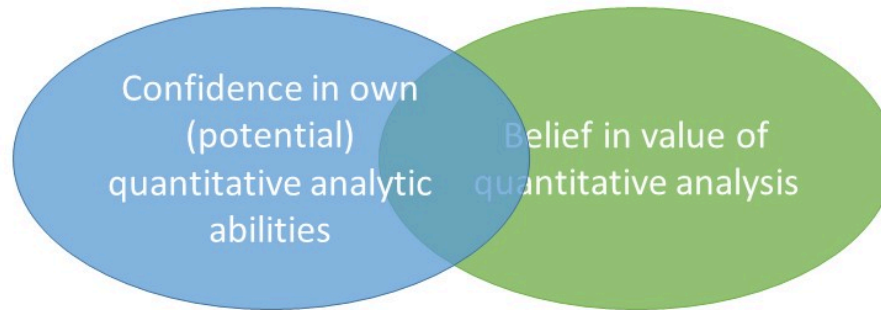 Confidence in own
(potential)
quantitative analytic
abilities
Belief in value of
quantitative analysis